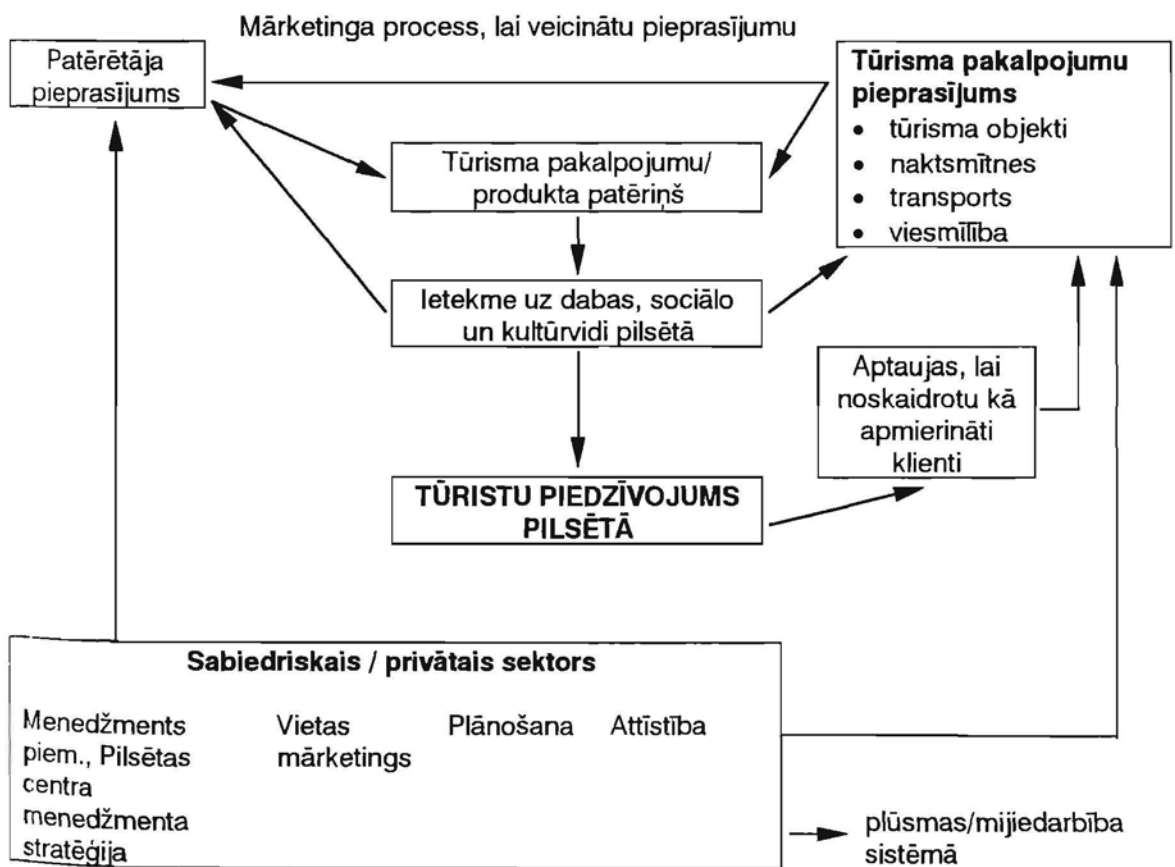 Mārketinga process, lai veicinātu pieprasījumu
Patērētāja
pieprasījums
Tūrisma pakalpojumu
pieprasījums
• tūrisma objekti
• naktsmītnes
• transports
• viesmīlība
Tūrisma pakalpojumu/
produkta patēriņš
Ietekme uz dabas, sociālo
un kultūrvidi pilsētā
Aptaujas, lai
noskaidrotu kā
apmierināti
klienti
TŪRISTU PIEDZĪVOJUMS
PILSĒTĀ
Sabiedriskais / privātais sektors
Menedžments
piem., Pilsētas
centra
menedžmenta
stratēģija
Vietas
mārketings
Plānošana
Attīstība
plūsmas/mijiedarbība
sistēmā